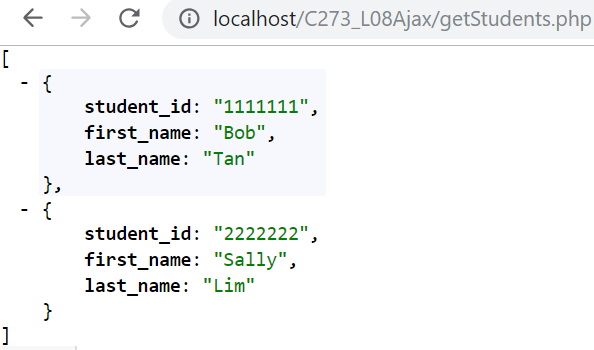 localhost/C273_L08Ajax/getStudents.php
[
- {
student_id: "1111111",
first_name: "Bob",
last_name: "Tan"
},
- {
student_id: "2222222",
first_name: "Sally",
last_name: "Lim"
}
]